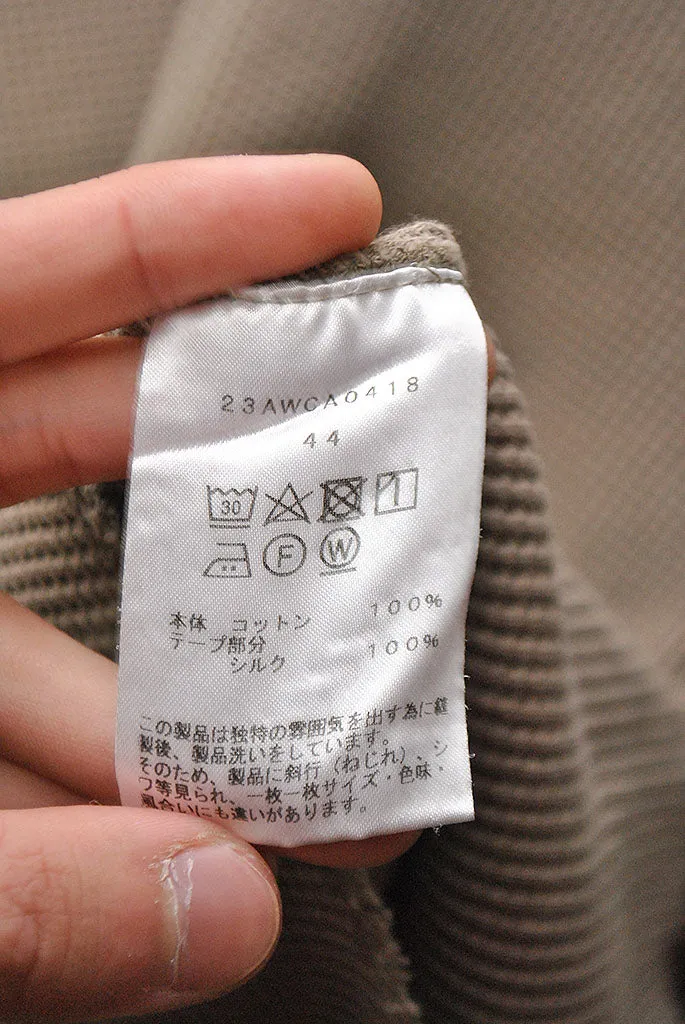 23AWCA0418
44
30
F W
本体 コットン 100%
テープ部分
シルク 100%
この製品は独特の雰囲気を出す為に縫
製後、製品洗いをしています。
そのため、製品に斜行（ねじれ）、シ
ワ等見られ、一枚一枚サイズ・色味・
風合いにも違いがあります。